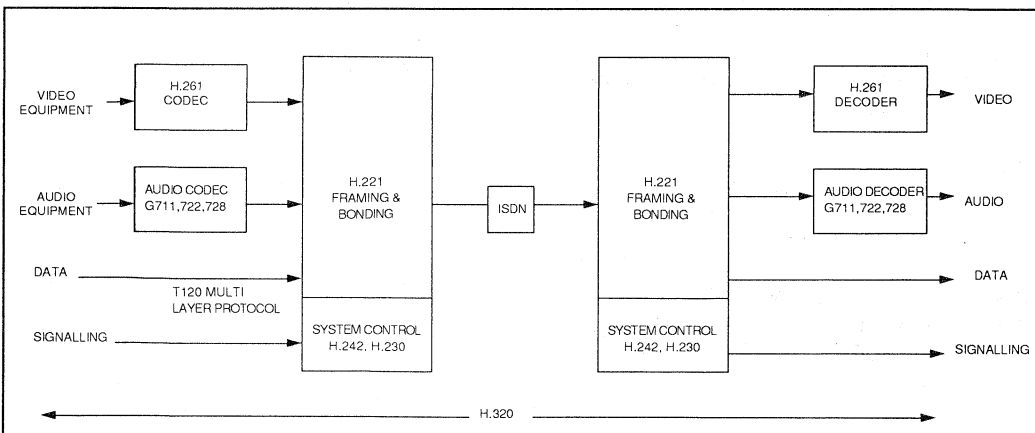 VIDEO
EQUIPMENT
H.261
CODEC
AUDIO
EQUIPMENT
AUDIO CODEC
G711,722,728
DATA
T120 MULTI
LAYER PROTOCOL
SIGNALLING
H.221
FRAMING &
BONDING
SYSTEM CONTROL
H.242, H.230
ISDN
H.221
FRAMING &
BONDING
SYSTEM CONTROL
H.242, H.230
H.261
DECODER
VIDEO
AUDIO DECODER
G711,722,728
AUDIO
DATA
SIGNALLING
H.320